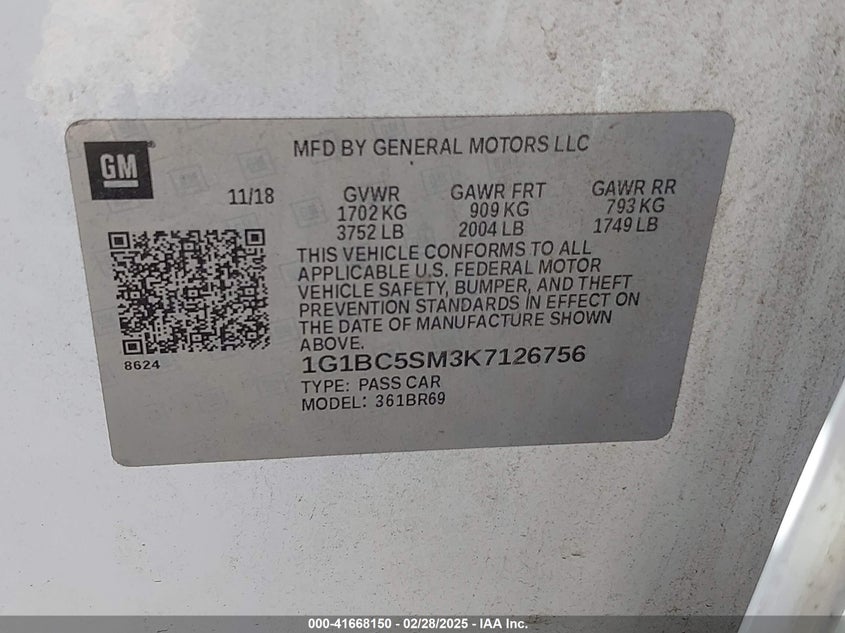 GM
MFD BY GENERAL MOTORS LLC
11/18 GVWR GAWR FRT GAWR RR
1702 KG 909 KG 793 KG
3752 LB 2004 LB 1749 LB
THIS VEHICLE CONFORMS TO ALL
APPLICABLE U.S. FEDERAL MOTOR
VEHICLE SAFETY, BUMPER, AND THEFT
PREVENTION STANDARDS IN EFFECT ON
THE DATE OF MANUFACTURE SHOWN
ABOVE.
8624
1G1BC5SM3K7126756
TYPE: PASS CAR
MODEL: 361BR69
000-41668150 - 02/28/2025 - IAA Inc.